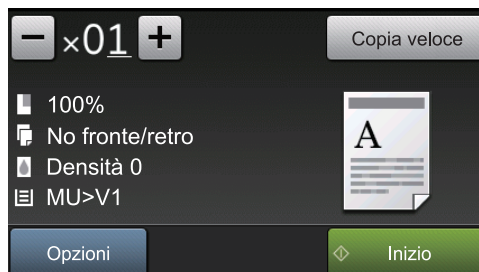 − ×01 +
Copia veloce
100%
No fronte/retro
Densità 0
MU>V1
A
Opzioni
Inizio